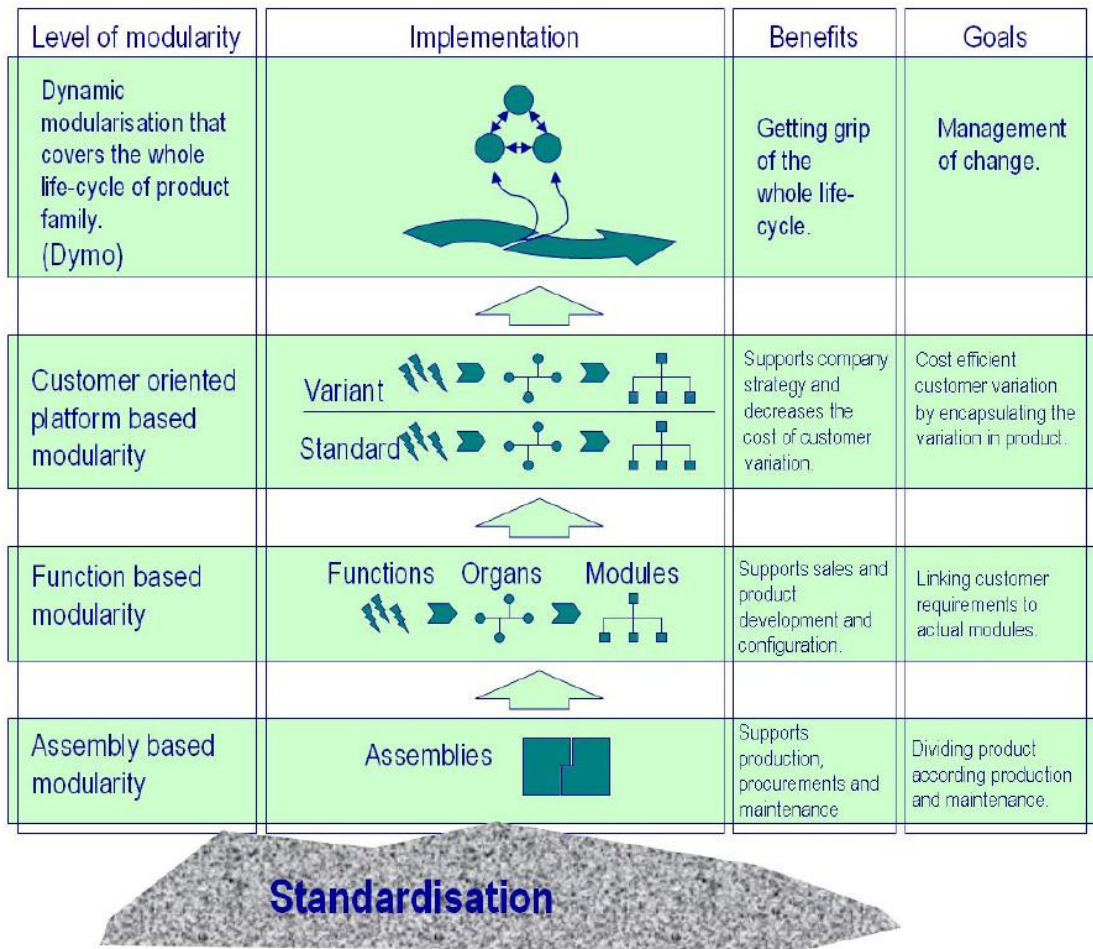 Level of modularity
Implementation
Benefits
Goals
Dynamic
modularisation that
covers the whole
life-cycle of product
family.
(Dymo)
Getting grip
of the
whole life-
cycle.
Management
of change.
Customer oriented
platform based
modularity
Variant
Standard
Supports company
strategy and
decreases the
cost of customer
variation.
Cost efficient
customer variation
by encapsulating the
variation in product.
Function based
modularity
Functions
Organs
Modules
Supports sales and
product
development and
configuration.
Linking customer
requirements to
actual modules.
Assembly based
modularity
Assemblies
Supports
production,
procurements and
maintenance
Dividing product
according production
and maintenance.
Standardisation